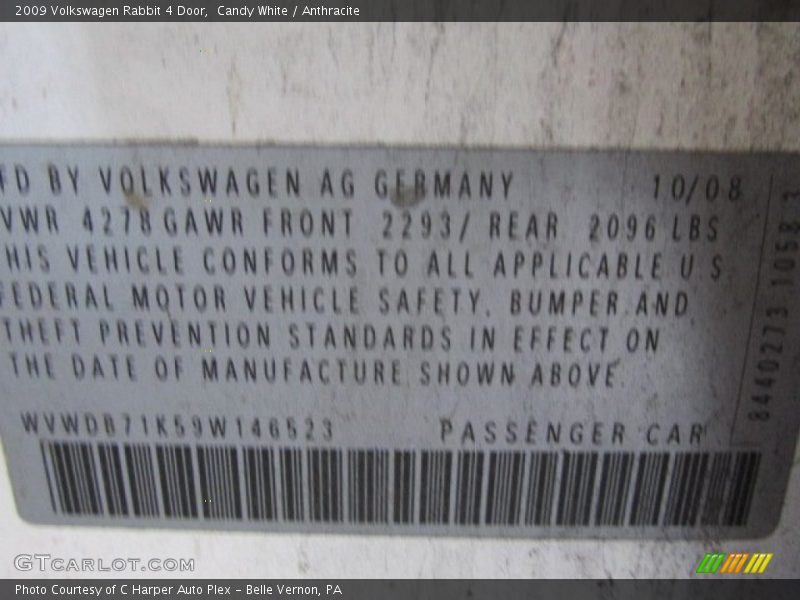 2009 Volkswagen Rabbit 4 Door, Candy White / Anthracite
FD BY VOLKSWAGEN AG GERMANY 10/08
VWR 4278 GAWR FRONT 2293/ REAR 2096 LBS
HIS VEHICLE CONFORMS TO ALL APPLICABLE U S
FEDERAL MOTOR VEHICLE SAFETY, BUMPER AND
THEFT PREVENTION STANDARDS IN EFFECT ON
THE DATE OF MANUFACTURE SHOWN ABOVE
WVWDB71K59W146523 PASSENGER CAR
8440273 1058
GTCARLOT.COM
Photo Courtesy of C Harper Auto Plex – Belle Vernon, PA